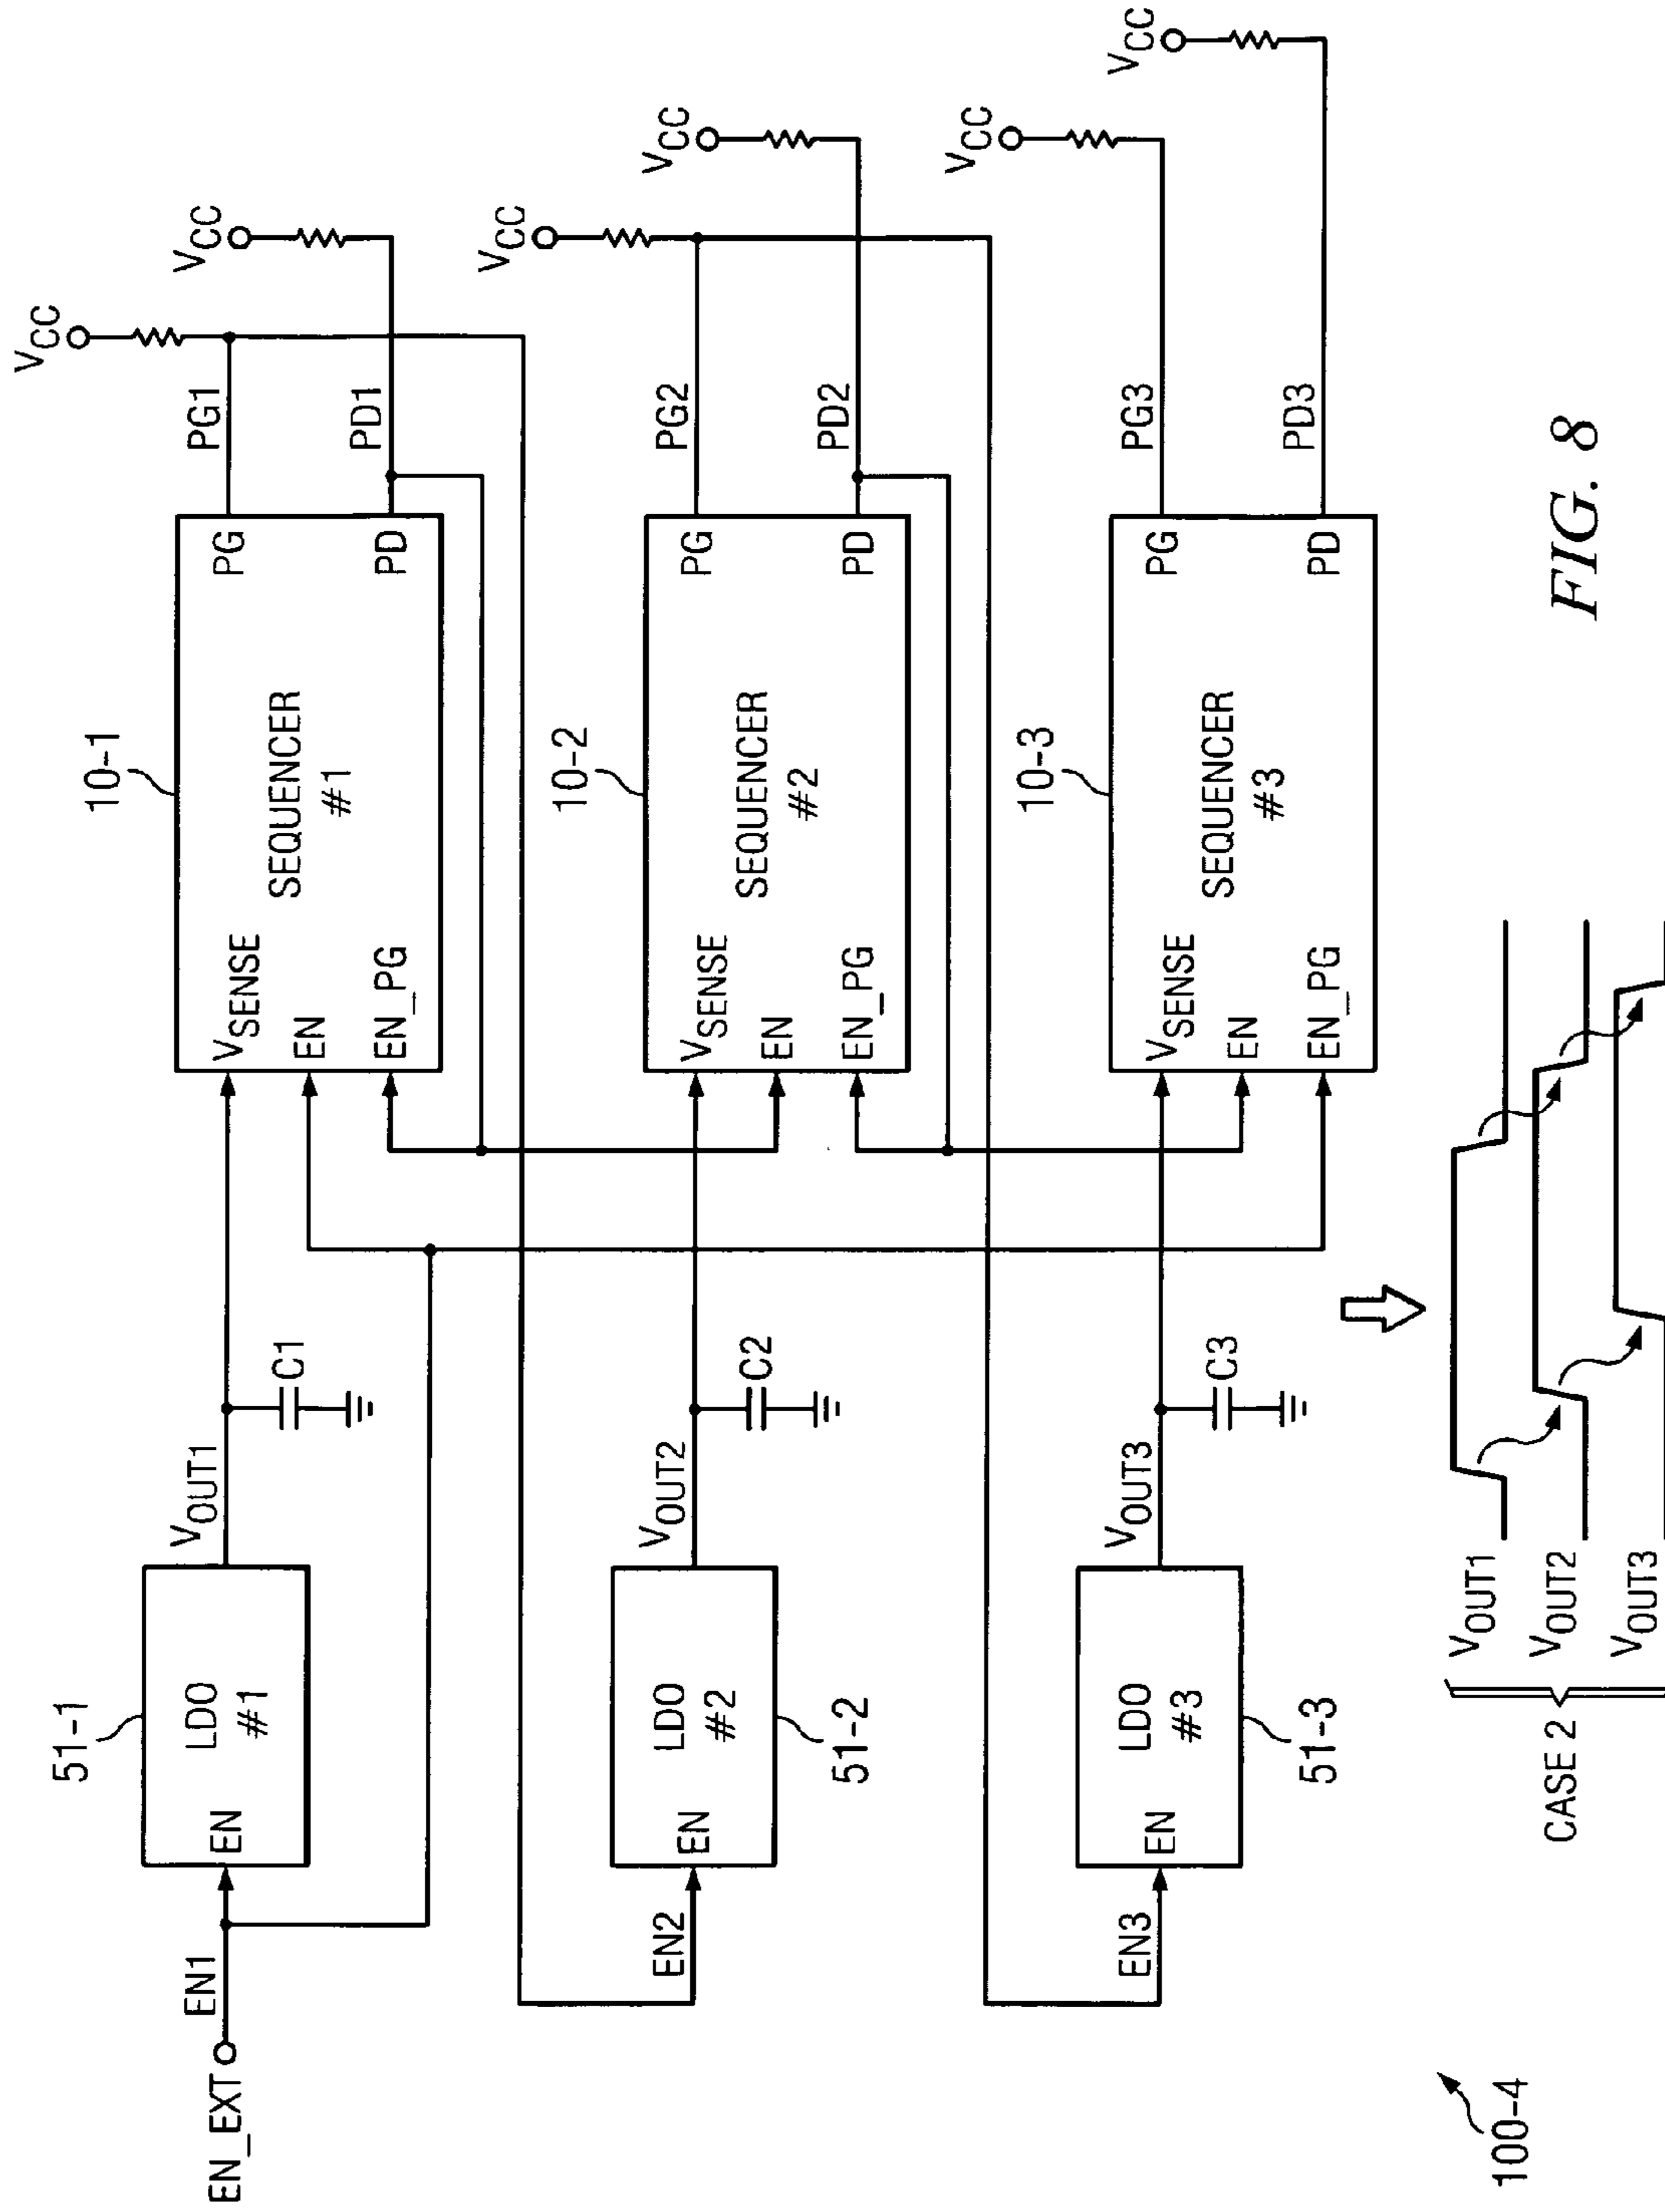 EN_EXT
EN1
51-1
EN
LDO
#1
VOUT1
C1
10-1
VSENSE
EN
EN_PG
SEQUENCER
#1
PG
PD
PG1
PD1
VCC
VCC
EN2
EN
LDO
#2
51-2
VOUT2
C2
10-2
VSENSE
EN
EN_PG
SEQUENCER
#2
PG
PD
PG2
PD2
VCC
VCC
EN3
EN
LDO
#3
51-3
VOUT3
C3
10-3
VSENSE
EN
EN_PG
SEQUENCER
#3
PG
PD
PG3
PD3
VCC
VCC
100-4
CASE 2
VOUT1
VOUT2
VOUT3
FIG. 8